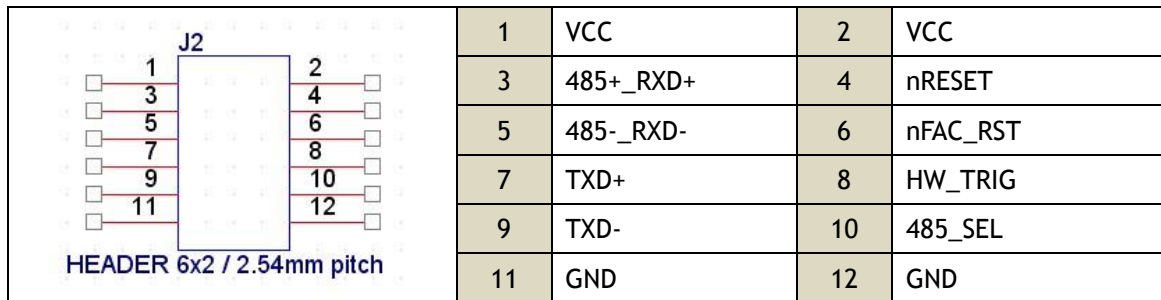 J2
1 2
3 4
5 6
7 8
9 10
11 12
HEADER 6x2 / 2.54mm pitch
1 VCC 2 VCC
3 485+_RXD+ 4 nRESET
5 485-_RXD- 6 nFAC_RST
7 TXD+ 8 HW_TRIG
9 TXD- 10 485_SEL
11 GND 12 GND